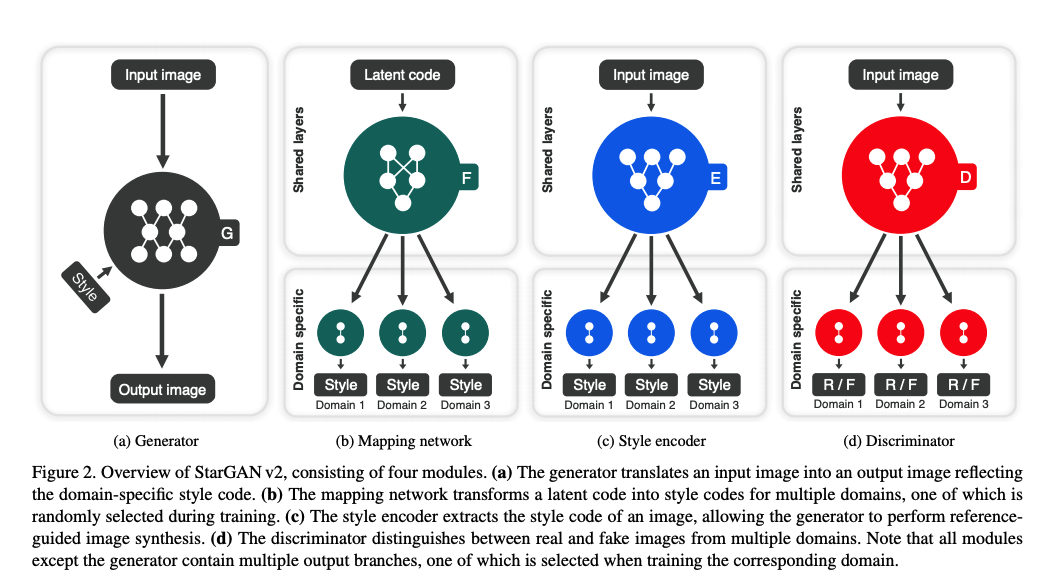 Input image
G
Style
Output image
(a) Generator
Latent code
Shared layers
F
Domain specific
Style Style Style
Domain 1 Domain 2 Domain 3
(b) Mapping network
Input image
Shared layers
E
Domain specific
Style Style Style
Domain 1 Domain 2 Domain 3
(c) Style encoder
Input image
Shared layers
D
Domain specific
R / F R / F R / F
Domain 1 Domain 2 Domain 3
(d) Discriminator
Figure 2. Overview of StarGAN v2, consisting of four modules. (a) The generator translates an input image into an output image reflecting
the domain-specific style code. (b) The mapping network transforms a latent code into style codes for multiple domains, one of which is
randomly selected during training. (c) The style encoder extracts the style code of an image, allowing the generator to perform reference-
guided image synthesis. (d) The discriminator distinguishes between real and fake images from multiple domains. Note that all modules
except the generator contain multiple output branches, one of which is selected when training the corresponding domain.